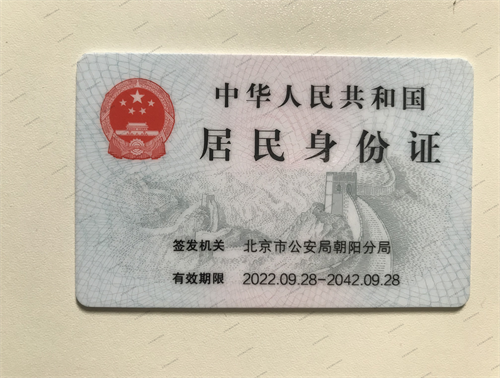 中华人民共和国
居民身份证
签发机关 北京市公安局朝阳分局
有效期限 2022.09.28-2042.09.28